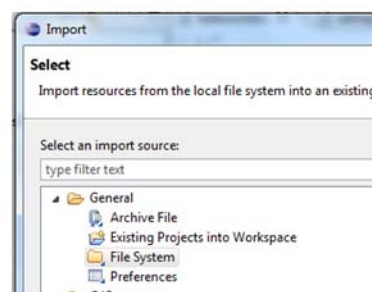 Import
Select
Import resources from the local file system into an existing
Select an import source:
type filter text
General
Archive File
Existing Projects into Workspace
File System
Preferences